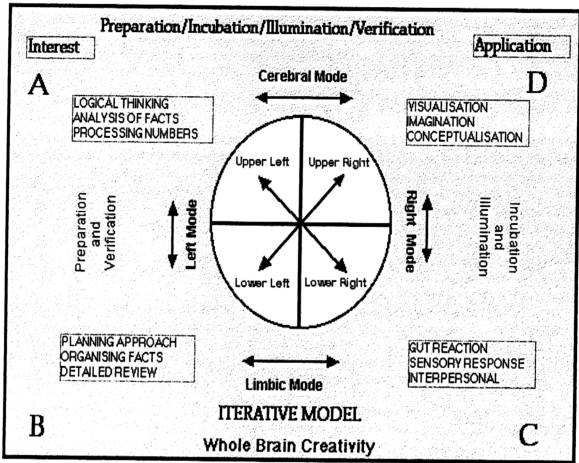 Preparation/Incubation/Illumination/Verification
Interest
Application
A
D
Cerebral Mode
LOGICAL THINKING
ANALYSIS OF FACTS
PROCESSING NUMBERS
VISUALISATION
IMAGINATION
CONCEPTUALISATION
Upper Left
Upper Right
Preparation
and
Verification
Left Mode
Right Mode
Incubation
and
Illumination
Lower Left
Lower Right
PLANNING APPROACH
ORGANISING FACTS
DETAILED REVIEW
GUT REACTION
SENSORY RESPONSE
INTERPERSONAL
Limbic Mode
B
ITERATIVE MODEL
C
Whole Brain Creativity